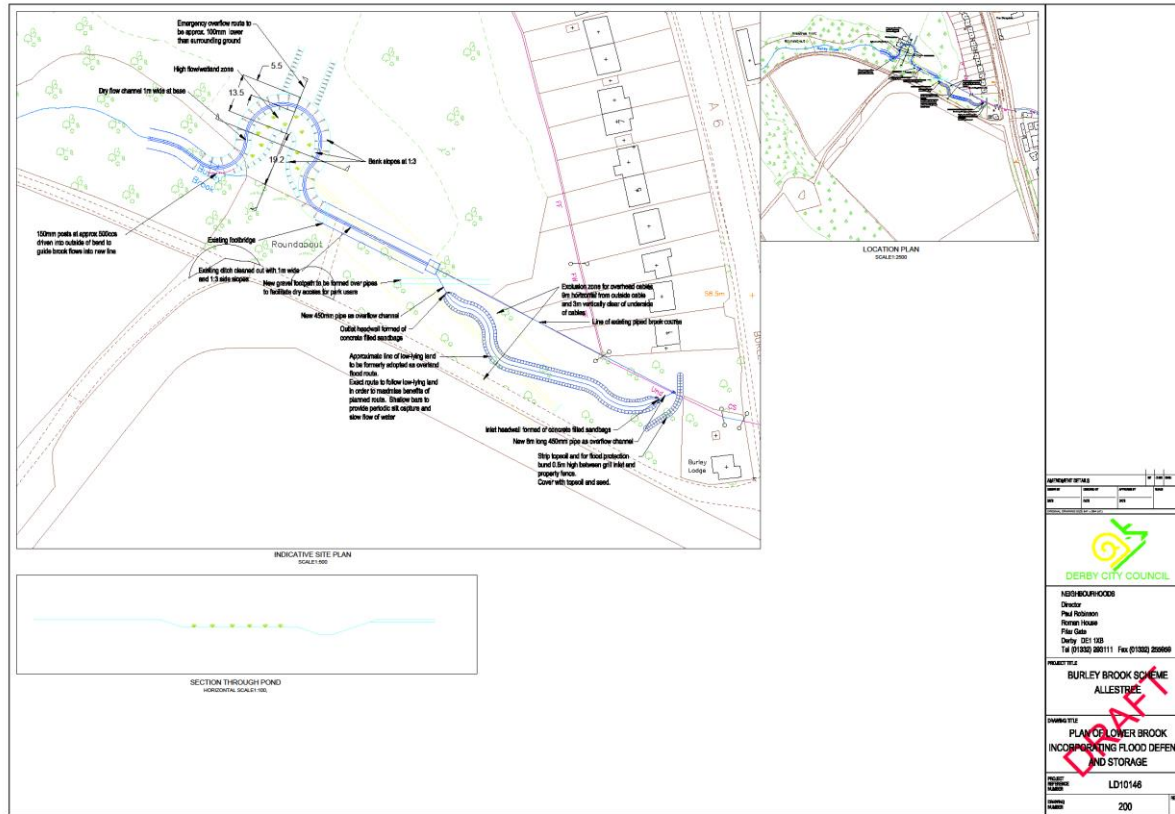 Emergency overflow route to
be approx. 100mm lower
than surrounding ground
High flow/wetland zone
Dry flow channel 1m wide at base
5.5
13.5
19.2
Bank slopes at 1:3
Brook
150mm posts at approx 500ccs
driven into outside of bend to
guide brook flows into new line
Existing footbridge
Roundabout
Existing ditch cleaned out with 1m wide
and 1:3 side slopes
New gravel footpath to be formed over pipes
to facilitate dry access for park users
New 450mm pipe as overflow channel
Outlet headwall formed of
concrete filled sandbags
Approximate line of low-lying land
to be formerly adopted as overland
flood route.
Exact route to follow low-lying land
in order to maximise benefits of
planned route. Shallow bars to
provide periodic silt capture and
slow flow of water
Exclusion zone for overhead cables
9m horizontal from outside cable
and 3m vertically clear of underside
of cables
Line of existing piped brook course
Inlet headwall formed of concrete filled sandbags
New 8m long 450mm pipe as overflow channel
Strip topsoil and for flood protection
bund 0.5m high between grill inlet and
property fence.
Cover with topsoil and seed.
A 6
58.5m
Und
Burley
Lodge
INDICATIVE SITE PLAN
SCALE1:500
LOCATION PLAN
SCALE1:2500
SECTION THROUGH POND
HORIZONTAL SCALE1:100,
AMENDMENT DETAILS
DERBY CITY COUNCIL
NEIGHBOURHOODS
Director
Paul Robinson
Roman House
Friar Gate
Derby DE1 1XB
PROJECT TITLE
BURLEY BROOK SCHEME
ALLESTREE
DRAWING TITLE
PLAN OF LOWER BROOK
INCORPORATING FLOOD DEFEN
AND STORAGE
DRAFT
PROJECT
REFERENCE
NUMBER
LD10146
DRAWING
NUMBER
200